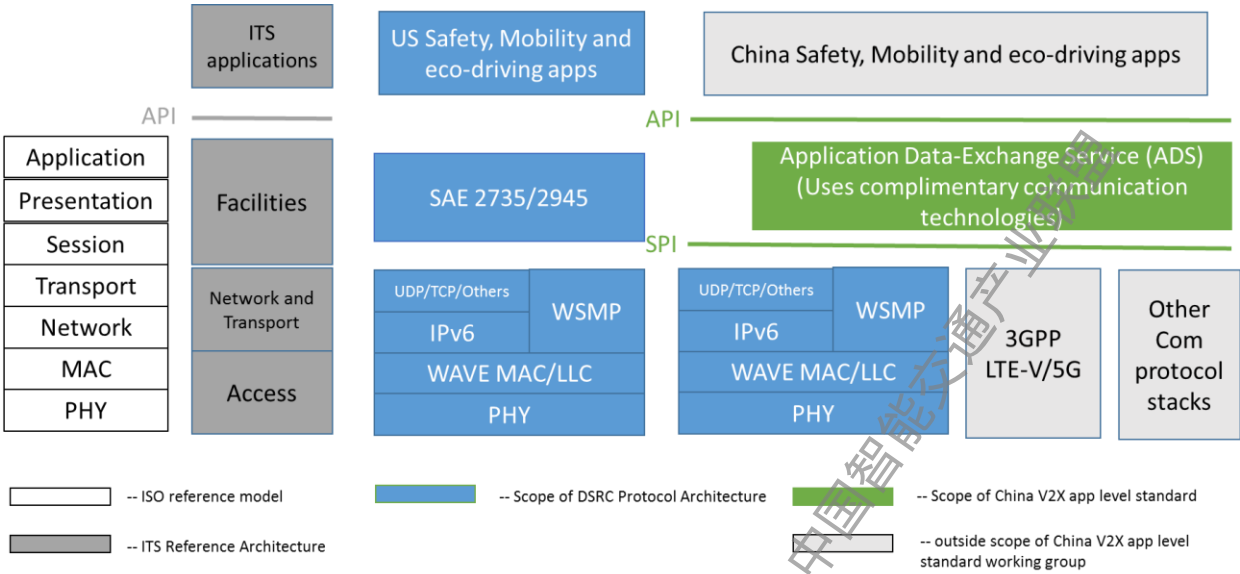 ITS
applications
US Safety, Mobility and
eco-driving apps
China Safety, Mobility and eco-driving apps
API
API
Application
Presentation
Session
Transport
Network
MAC
PHY
Facilities
Network and
Transport
Access
SAE 2735/2945
Application Data-Exchange Service (ADS)
(Uses complimentary communication
technologies)
SPI
UDP/TCP/Others
IPv6
WSMP
WAVE MAC/LLC
PHY
UDP/TCP/Others
IPv6
WSMP
WAVE MAC/LLC
PHY
3GPP
LTE-V/5G
Other
Com
protocol
stacks
中国智能交通产业联盟
-- ISO reference model
-- Scope of DSRC Protocol Architecture
-- Scope of China V2X app level standard
-- ITS Reference Architecture
-- outside scope of China V2X app level
standard working group